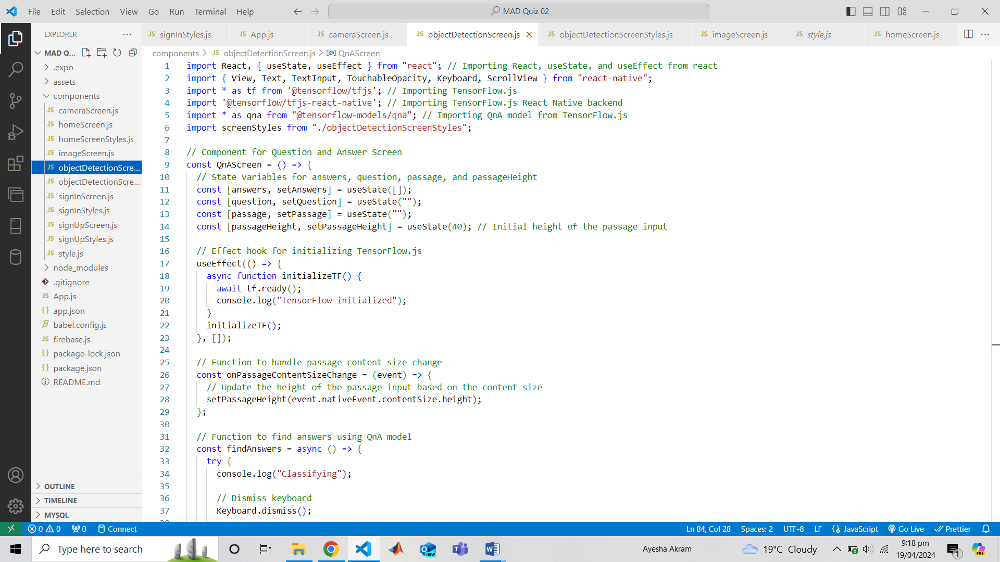 File Edit Selection View Go Run Terminal Help
MAD Quiz 02
EXPLORER
MAD Q...
.expo
assets
components
cameraScreen.js
homeScreen.js
homeScreenStyles.js
imageScreen.js
objectDetectionScre...
objectDetectionScre...
signInScreen.js
signInStyles.js
signUpScreen.js
signUpStyles.js
style.js
node_modules
.gitignore
App.js
app.json
babel.config.js
firebase.js
package-lock.json
package.json
README.md
OUTLINE
TIMELINE
MYSQL
JS signInStyles.js JS App.js JS cameraScreen.js JS objectDetectionScreen.js JS objectDetectionScreenStyles.js JS imageScreen.js JS style.js JS homeScreen.js
components > JS objectDetectionScreen.js > QnAScreen
1 import React, { useState, useEffect } from "react"; // Importing React, useState, and useEffect from react
2 import { View, Text, TextInput, TouchableOpacity, Keyboard, ScrollView } from "react-native";
3 import * as tf from '@tensorflow/tfjs'; // Importing TensorFlow.js
4 import '@tensorflow/tfjs-react-native'; // Importing TensorFlow.js React Native backend
5 import * as qna from "@tensorflow-models/qna"; // Importing QnA model from TensorFlow.js
6 import screenStyles from "./objectDetectionScreenStyles";
7
8 // Component for Question and Answer Screen
9 const QnAScreen = () => {
10 // State variables for answers, question, passage, and passageHeight
11 const [answers, setAnswers] = useState([]);
12 const [question, setQuestion] = useState("");
13 const [passage, setPassage] = useState("");
14 const [passageHeight, setPassageHeight] = useState(40); // Initial height of the passage input
15
16 // Effect hook for initializing TensorFlow.js
17 useEffect(() => {
18 async function initializeTF() {
19 await tf.ready();
20 console.log("TensorFlow initialized");
21 }
22 initializeTF();
23 }, []);
24
25 // Function to handle passage content size change
26 const onPassageContentSizeChange = (event) => {
27 // Update the height of the passage input based on the content size
28 setPassageHeight(event.nativeEvent.contentSize.height);
29 };
30
31 // Function to find answers using QnA model
32 const findAnswers = async () => {
33 try {
34 console.log("Classifying");
35
36 // Dismiss keyboard
37 Keyboard.dismiss();
0 0 0 Connect
Ln 84, Col 28 Spaces: 2 UTF-8 LF JavaScript Go Live Prettier
Type here to search
Ayesha Akram
19°C Cloudy
9:18 pm
19/04/2024
1